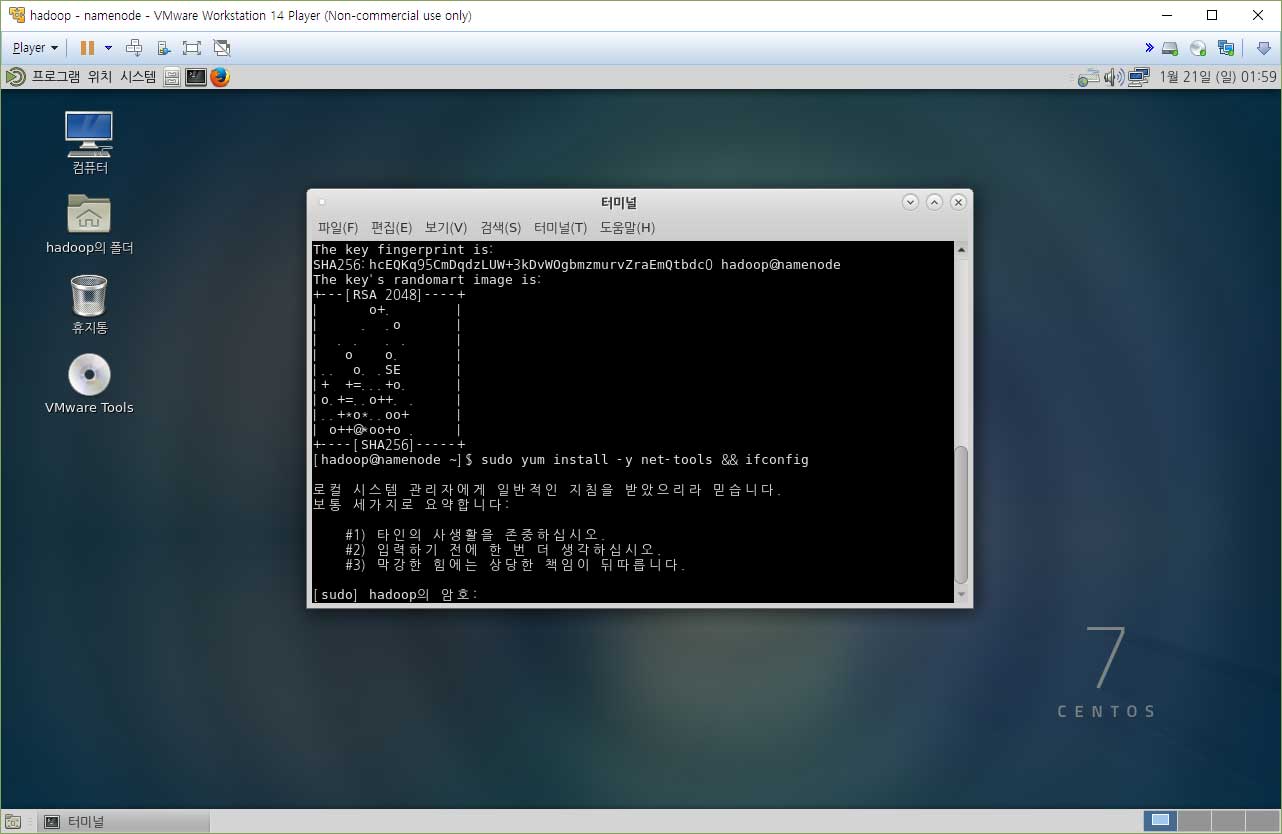 hadoop - namenode - VMware Workstation 14 Player (Non-commercial use only)
Player
프로그램 위치 시스템
1월 21일 (일) 01:59
컴퓨터
hadoop의 폴더
휴지통
VMware Tools
터미널
파일(F) 편집(E) 보기(V) 검색(S) 터미널(T) 도움말(H)
The key fingerprint is:
SHA256:hcEQKq95CmDqdzLUW+3kDvWOgbmzmurvZraEmQtbdc0 hadoop@namenode
The key's randomart image is:
+---[RSA 2048]----+
|       o+.       |
|      .  .o      |
|   . .   . .     |
|    o    o.      |
|..  o. .SE       |
|+  +=...+o.      |
|o.+=..o++. .     |
|..+*o*..oo+      |
|  o++@*oo+o .    |
+----[SHA256]-----+
[hadoop@namenode ~]$ sudo yum install -y net-tools && ifconfig
로컬 시스템 관리자에게 일반적인 지침을 받았으리라 믿습니다.
보통 세가지로 요약합니다:
#1) 타인의 사생활을 존중하십시오.
#2) 입력하기 전에 한 번 더 생각하십시오.
#3) 막강한 힘에는 상당한 책임이 뒤따릅니다.
[sudo] hadoop의 암호:
7
CENTOS
터미널